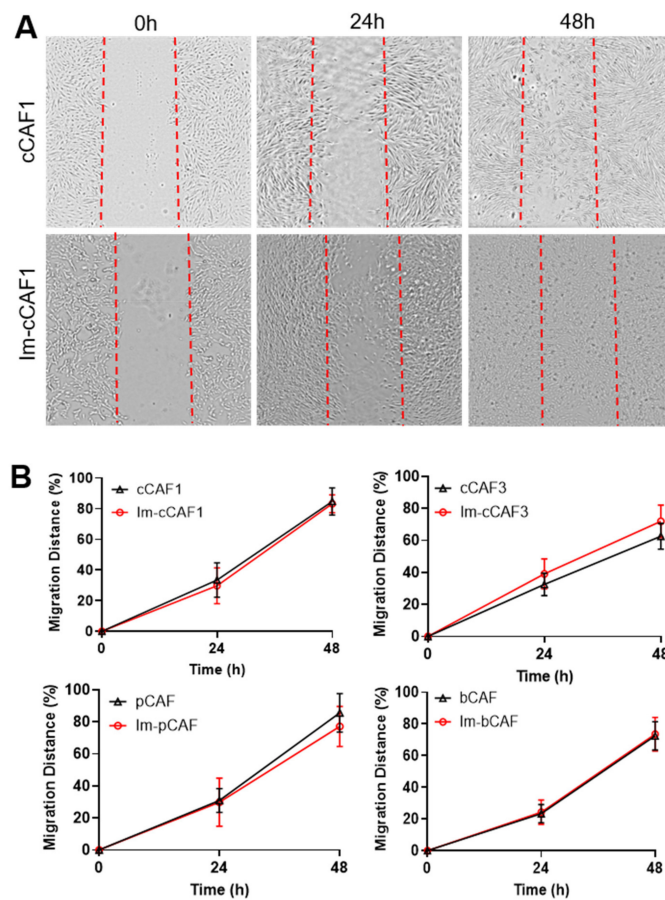 A
0h 24h 48h
cCAF1
Im-cCAF1
B
Migration Distance (%)
100
80
60
40
20
0
cCAF1
Im-cCAF1
0 24 48
Time (h)
Migration Distance (%)
100
80
60
40
20
0
cCAF3
Im-cCAF3
0 24 48
Time (h)
Migration Distance (%)
100
80
60
40
20
0
pCAF
Im-pCAF
0 24 48
Time (h)
Migration Distance (%)
100
80
60
40
20
0
bCAF
Im-bCAF
0 24 48
Time (h)